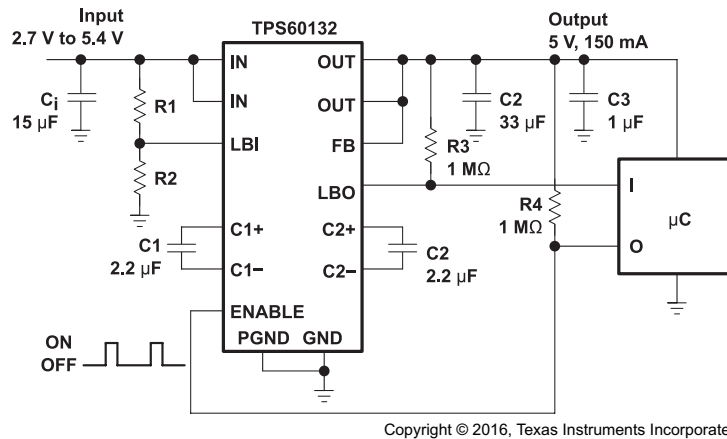 Input
2.7 V to 5.4 V
TPS60132
Output
5 V, 150 mA
IN
OUT
Ci
15 µF
R1
IN
OUT
C2
33 µF
C3
1 µF
LBI
FB
R3
1 MΩ
R2
LBO
R4
1 MΩ
I
µC
O
C1
2.2 µF
C1+
C2+
C2
2.2 µF
C1–
C2–
ENABLE
ON
OFF
PGND
GND
Copyright © 2016, Texas Instruments Incorporate